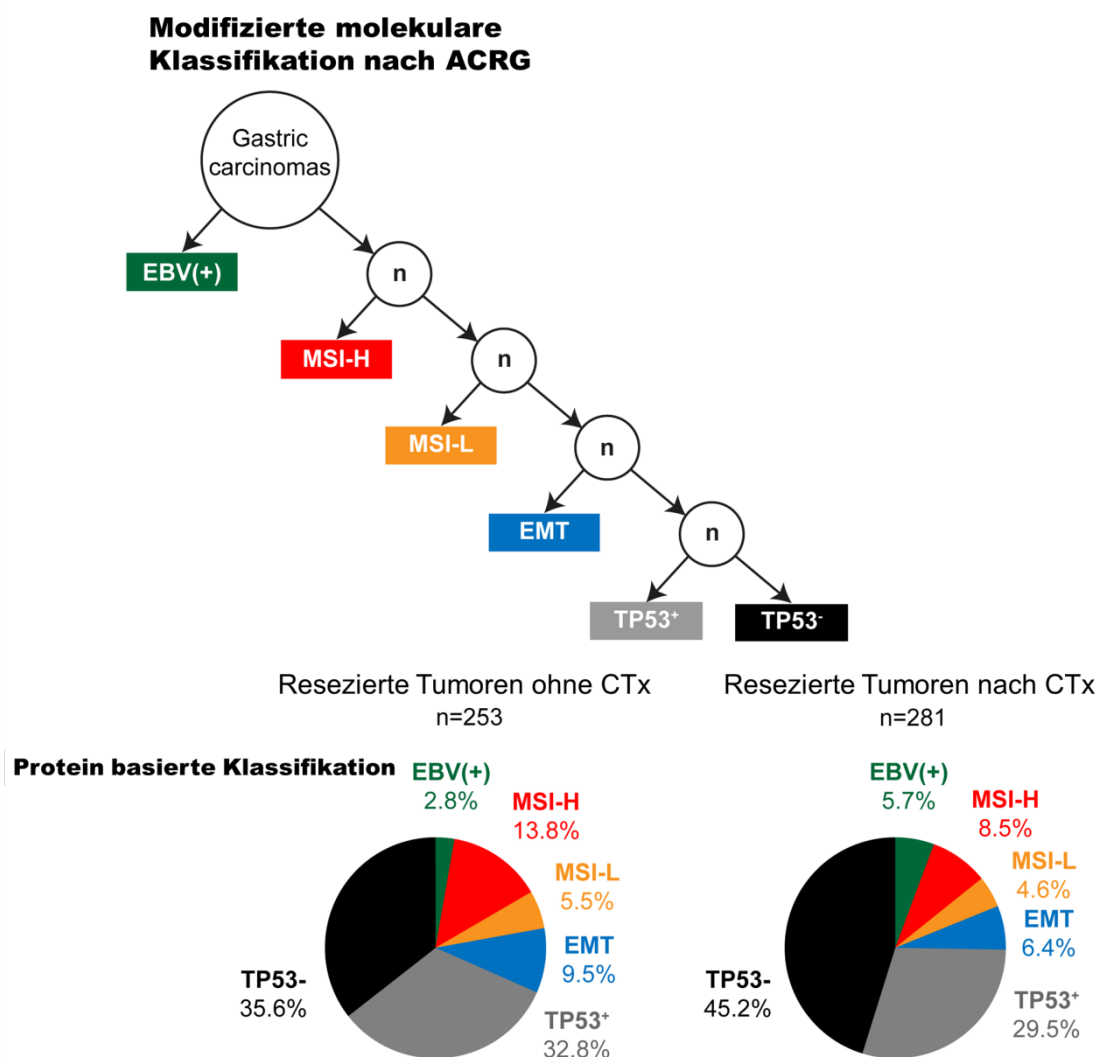 Modifizierte molekulare
Klassifikation nach ACRG
Gastric
carcinomas
EBV(+)
n
MSI-H
n
MSI-L
n
EMT
n
TP53⁺
TP53⁻
Resezierte Tumoren ohne CTx
n=253
Resezierte Tumoren nach CTx
n=281
Protein basierte Klassifikation
EBV(+)
2.8%
MSI-H
13.8%
MSI-L
5.5%
EMT
9.5%
TP53⁺
32.8%
TP53-
35.6%
EBV(+)
5.7%
MSI-H
8.5%
MSI-L
4.6%
EMT
6.4%
TP53⁺
29.5%
TP53-
45.2%